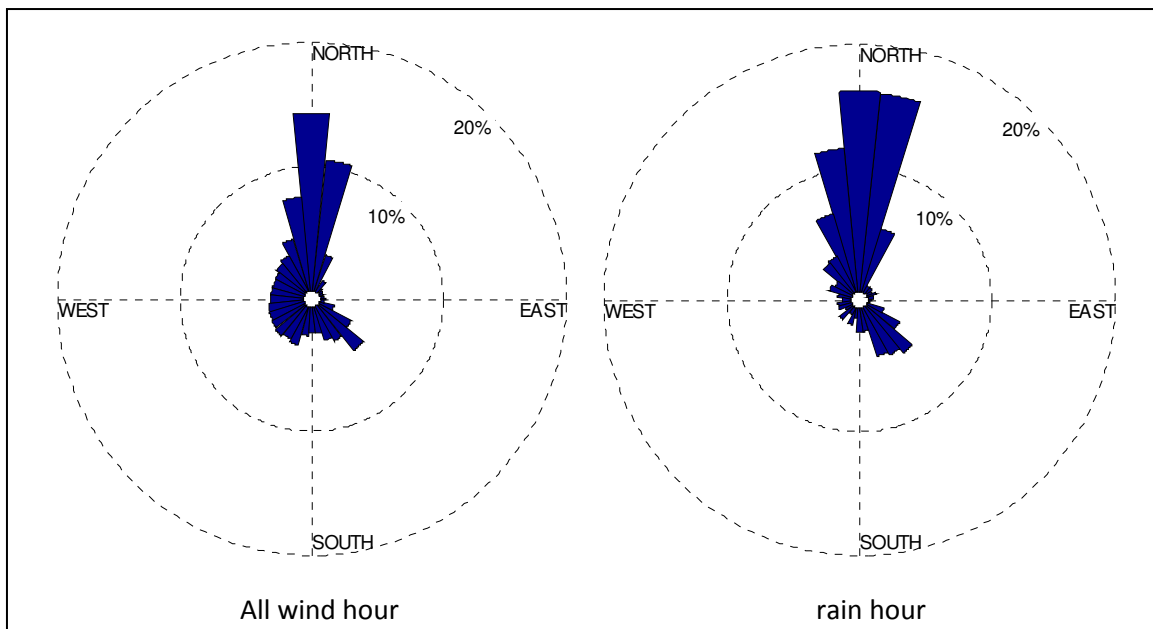 NORTH
20%
10%
WEST
EAST
SOUTH
All wind hour
NORTH
20%
10%
WEST
EAST
SOUTH
rain hour